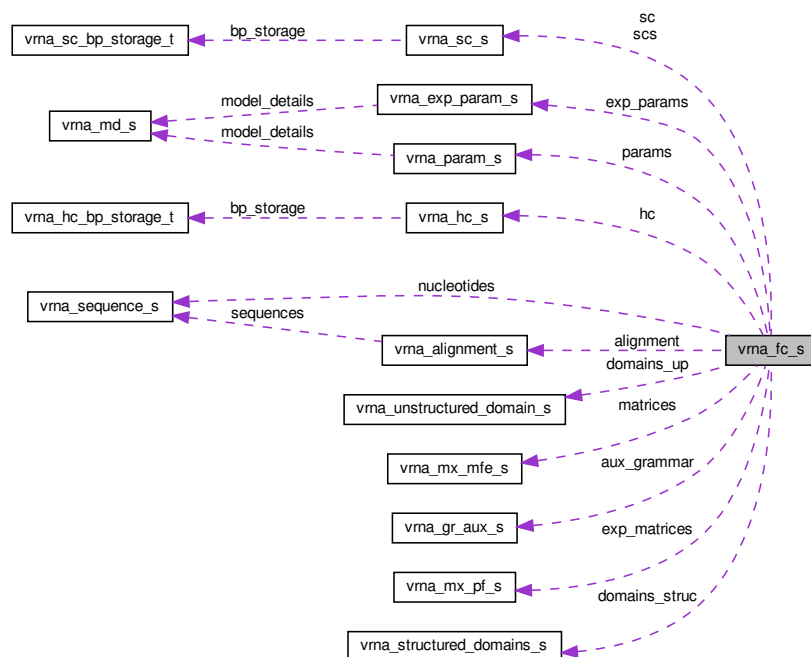 sc
scs
vrna_sc_bp_storage_t
bp_storage
vrna_sc_s
model_details
vrna_exp_param_s
exp_params
vrna_md_s
model_details
vrna_param_s
params
vrna_hc_bp_storage_t
bp_storage
vrna_hc_s
hc
nucleotides
vrna_sequence_s
sequences
vrna_alignment_s
alignment
vrna_fc_s
domains_up
vrna_unstructured_domain_s
matrices
vrna_mx_mfe_s
aux_grammar
vrna_gr_aux_s
exp_matrices
vrna_mx_pf_s
domains_struc
vrna_structured_domains_s